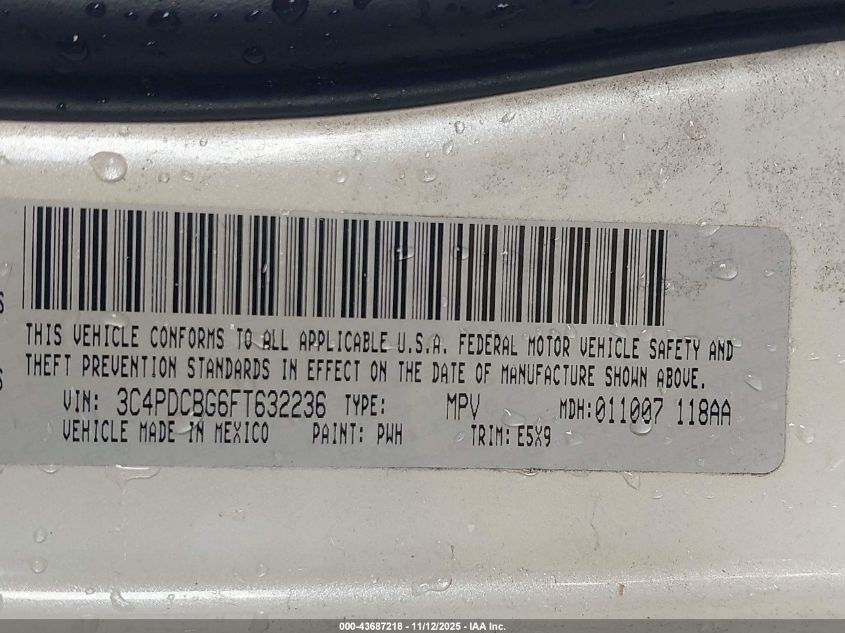 THIS VEHICLE CONFORMS TO ALL APPLICABLE U.S.A. FEDERAL MOTOR VEHICLE SAFETY AND
THEFT PREVENTION STANDARDS IN EFFECT ON THE DATE OF MANUFACTURE SHOWN ABOVE.
VIN: 3C4PDCBG6FT632236 TYPE: MPV MDH:011007 118AA
VEHICLE MADE IN MEXICO PAINT: PWH TRIM: E5X9
000-43687218 - 11/12/2025 - IAA Inc.